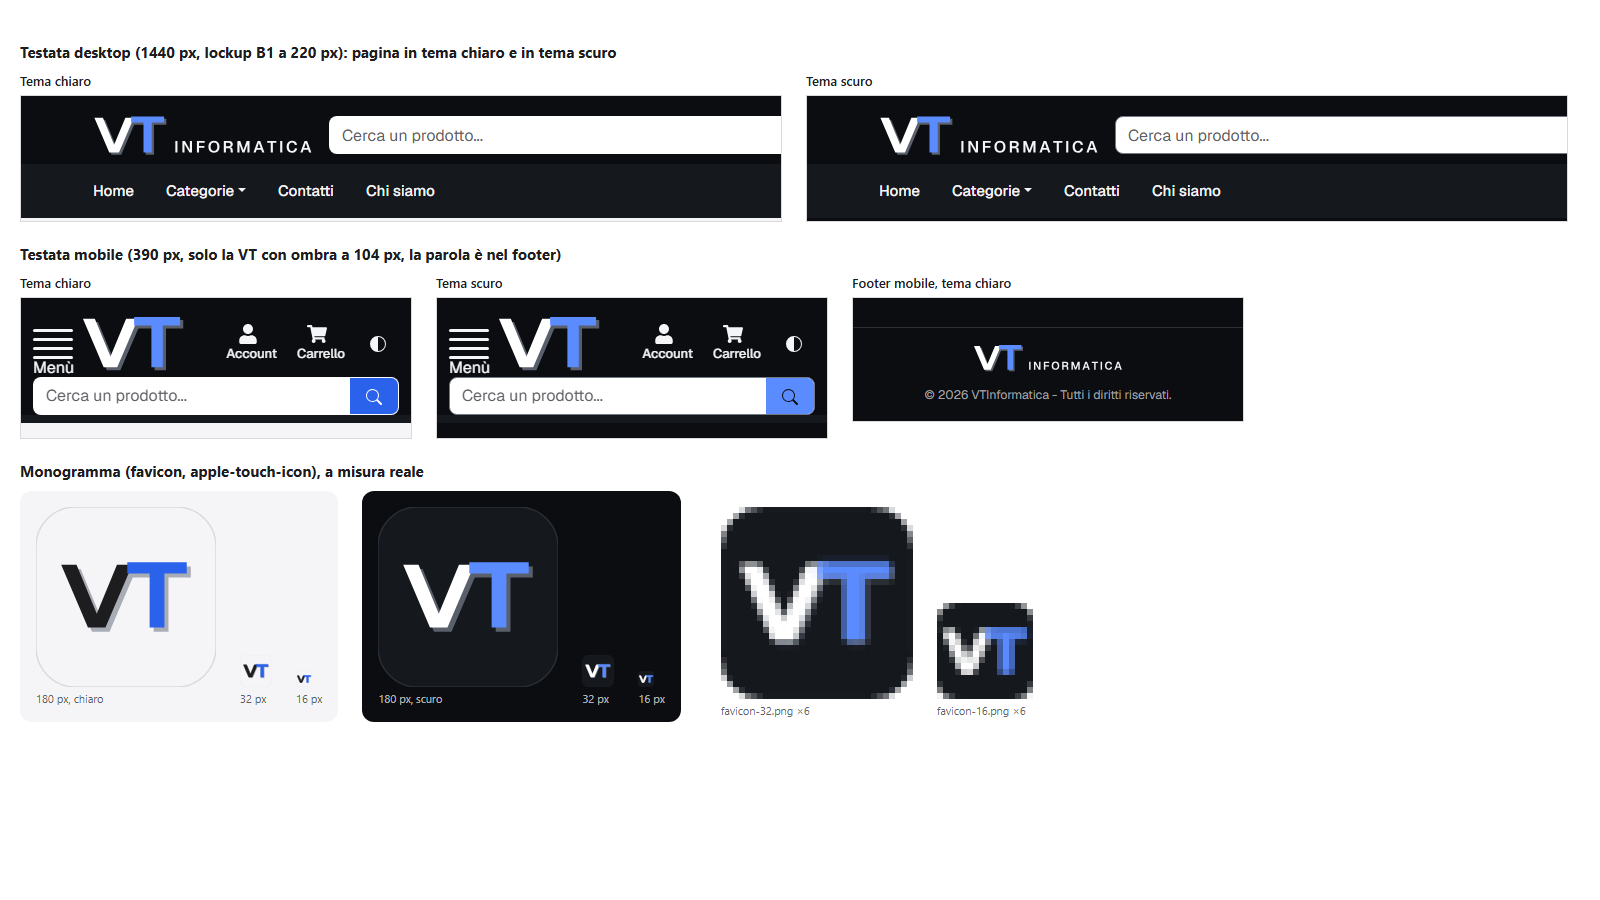 Testata desktop (1440 px, lockup B1 a 220 px): pagina in tema chiaro e in tema scuro
Tema chiaro
Tema scuro
VT INFORMATICA
Cerca un prodotto...
VT INFORMATICA
Cerca un prodotto...
Home Categorie Contatti Chi siamo
Home Categorie Contatti Chi siamo
Testata mobile (390 px, solo la VT con ombra a 104 px, la parola è nel footer)
Tema chiaro
Tema scuro
Footer mobile, tema chiaro
Menù
VT
Account
Carrello
Cerca un prodotto...
Menù
VT
Account
Carrello
Cerca un prodotto...
VT INFORMATICA
© 2026 VTInformatica - Tutti i diritti riservati.
Monogramma (favicon, apple-touch-icon), a misura reale
VT
VT
VT
180 px, chiaro
32 px
16 px
VT
VT
VT
180 px, scuro
32 px
16 px
VT
favicon-32.png ×6
VT
favicon-16.png ×6